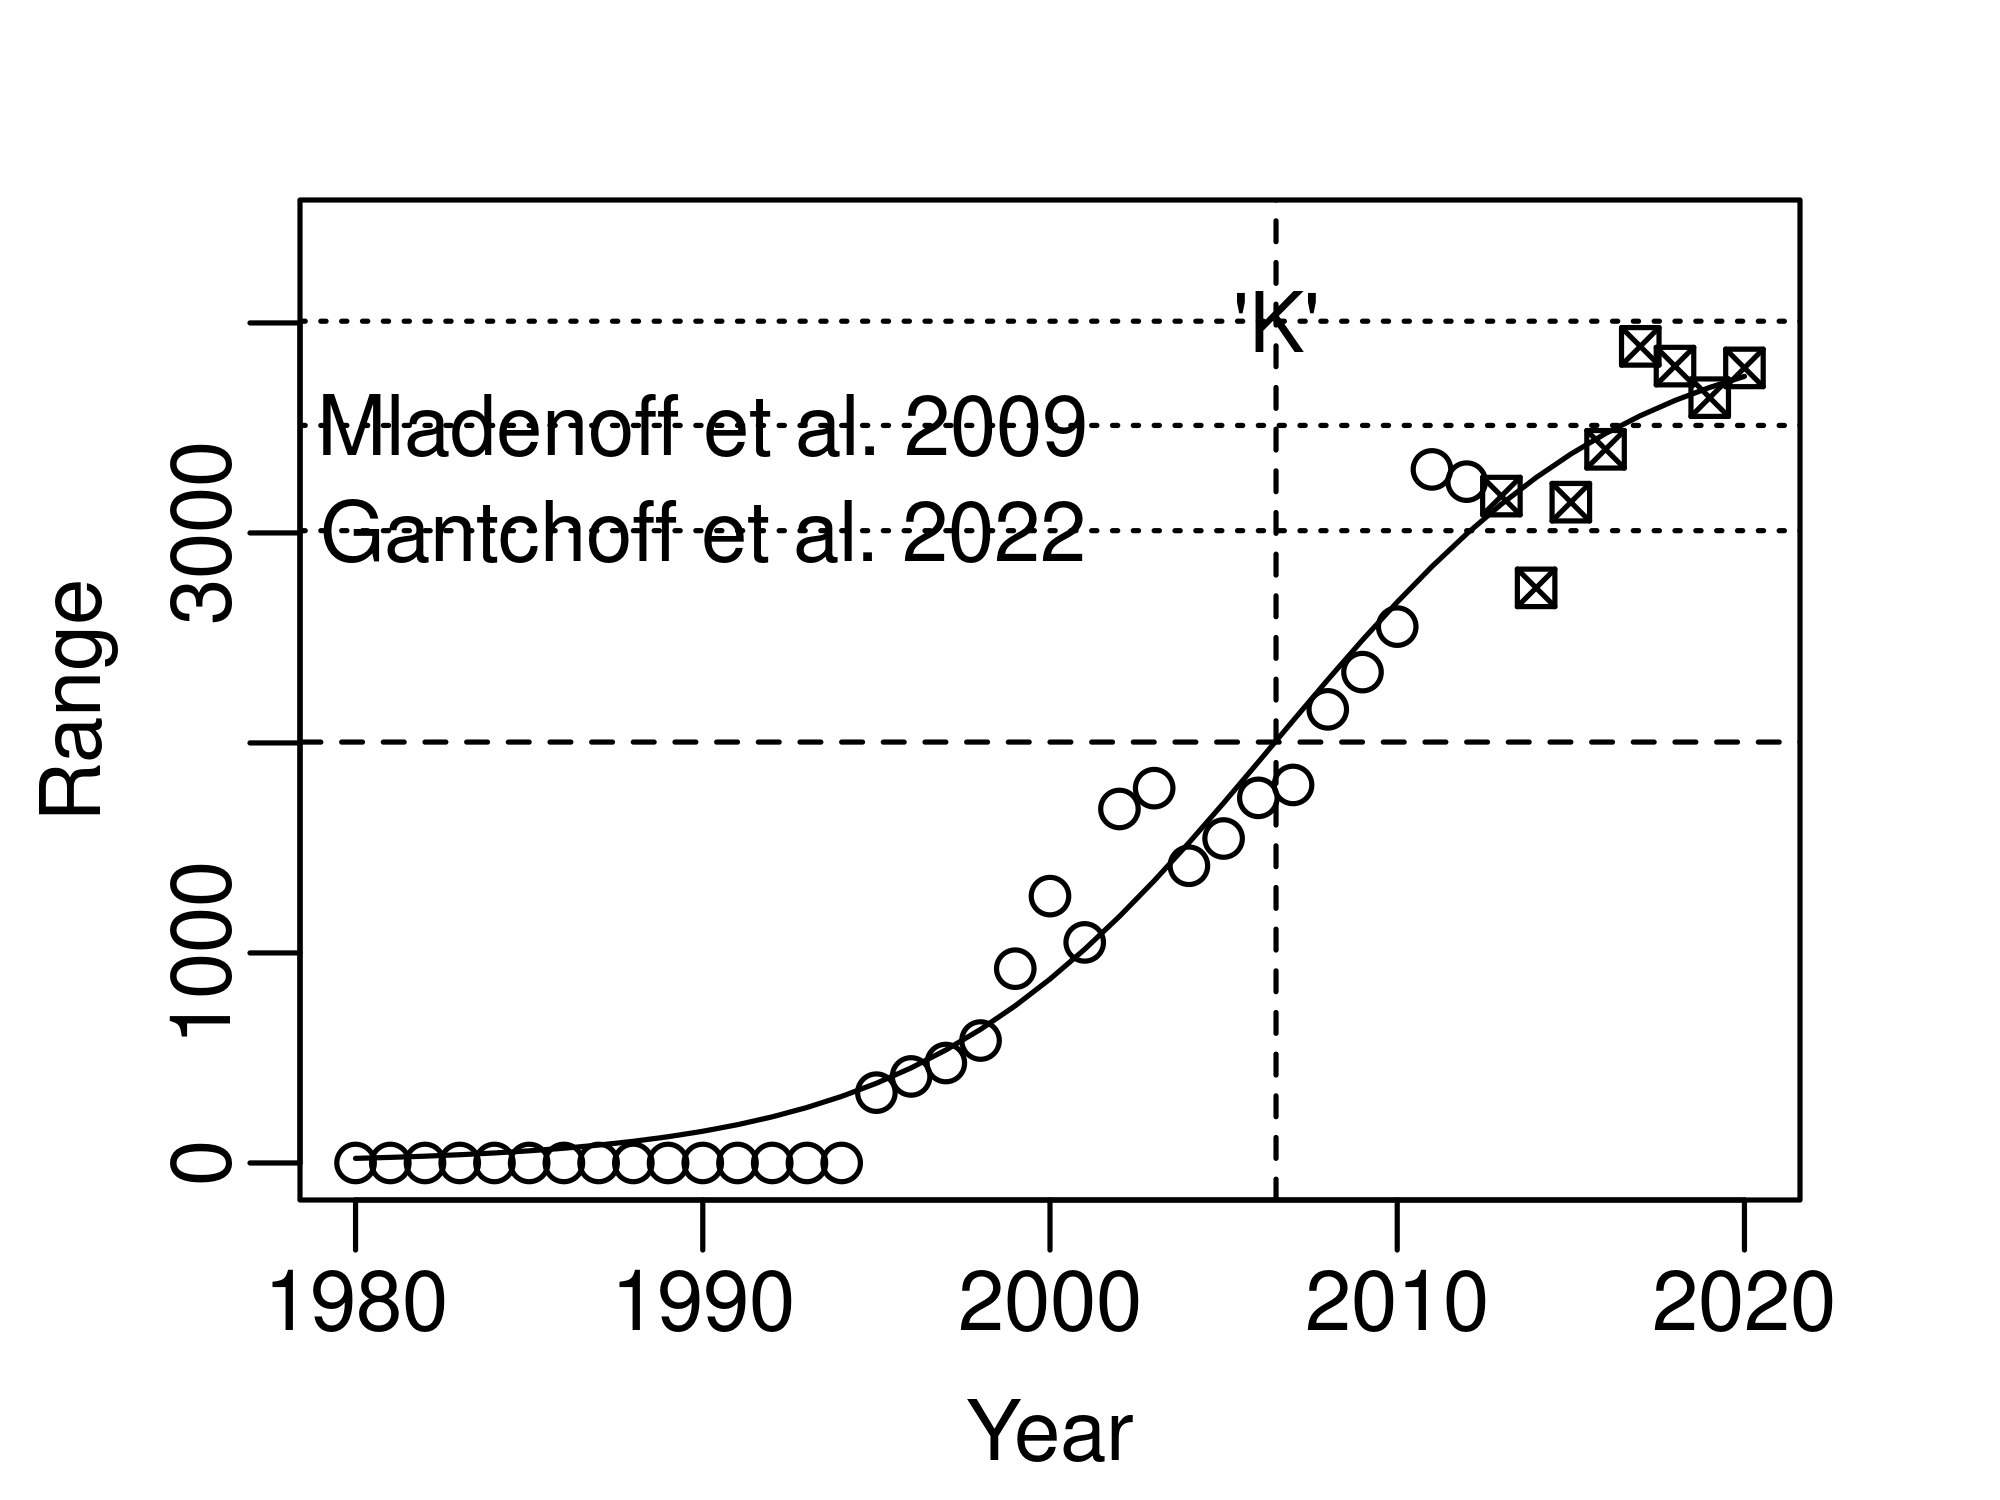 'K'
Mladenoff et al. 2009
Gantchoff et al. 2022
Range
3000
1000
0
1980 1990 2000 2010 2020
Year